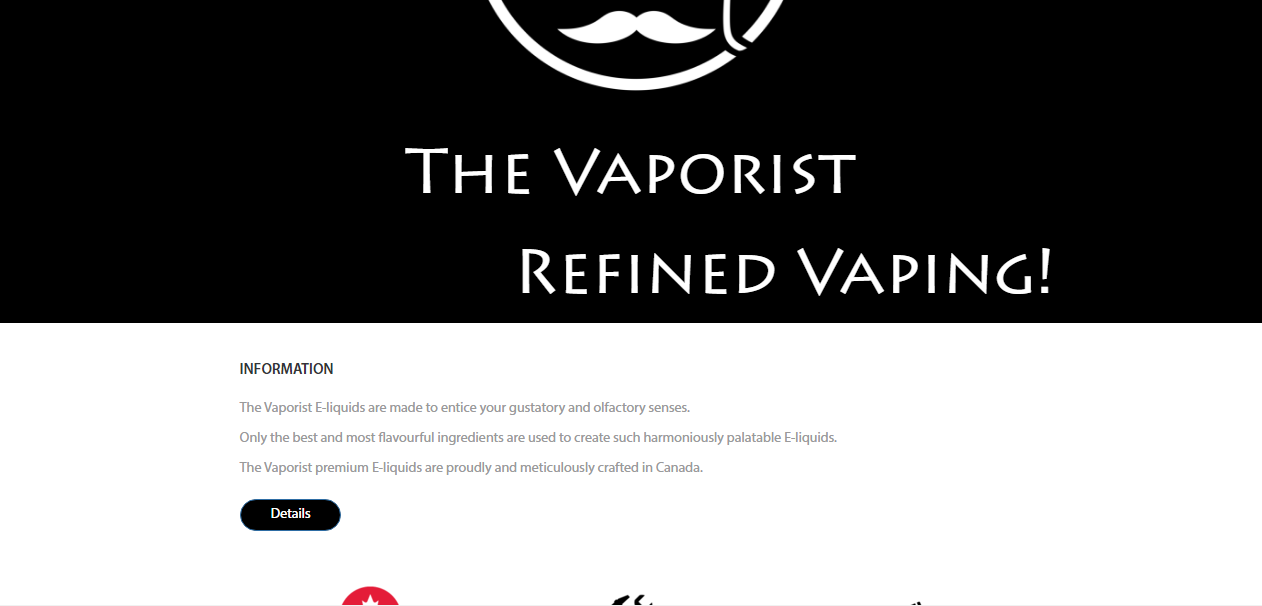 The Vaporist
Refined Vaping!
INFORMATION
The Vaporist E-liquids are made to entice your gustatory and olfactory senses.
Only the best and most flavourful ingredients are used to create such harmoniously palatable E-liquids.
The Vaporist premium E-liquids are proudly and meticulously crafted in Canada.
Details